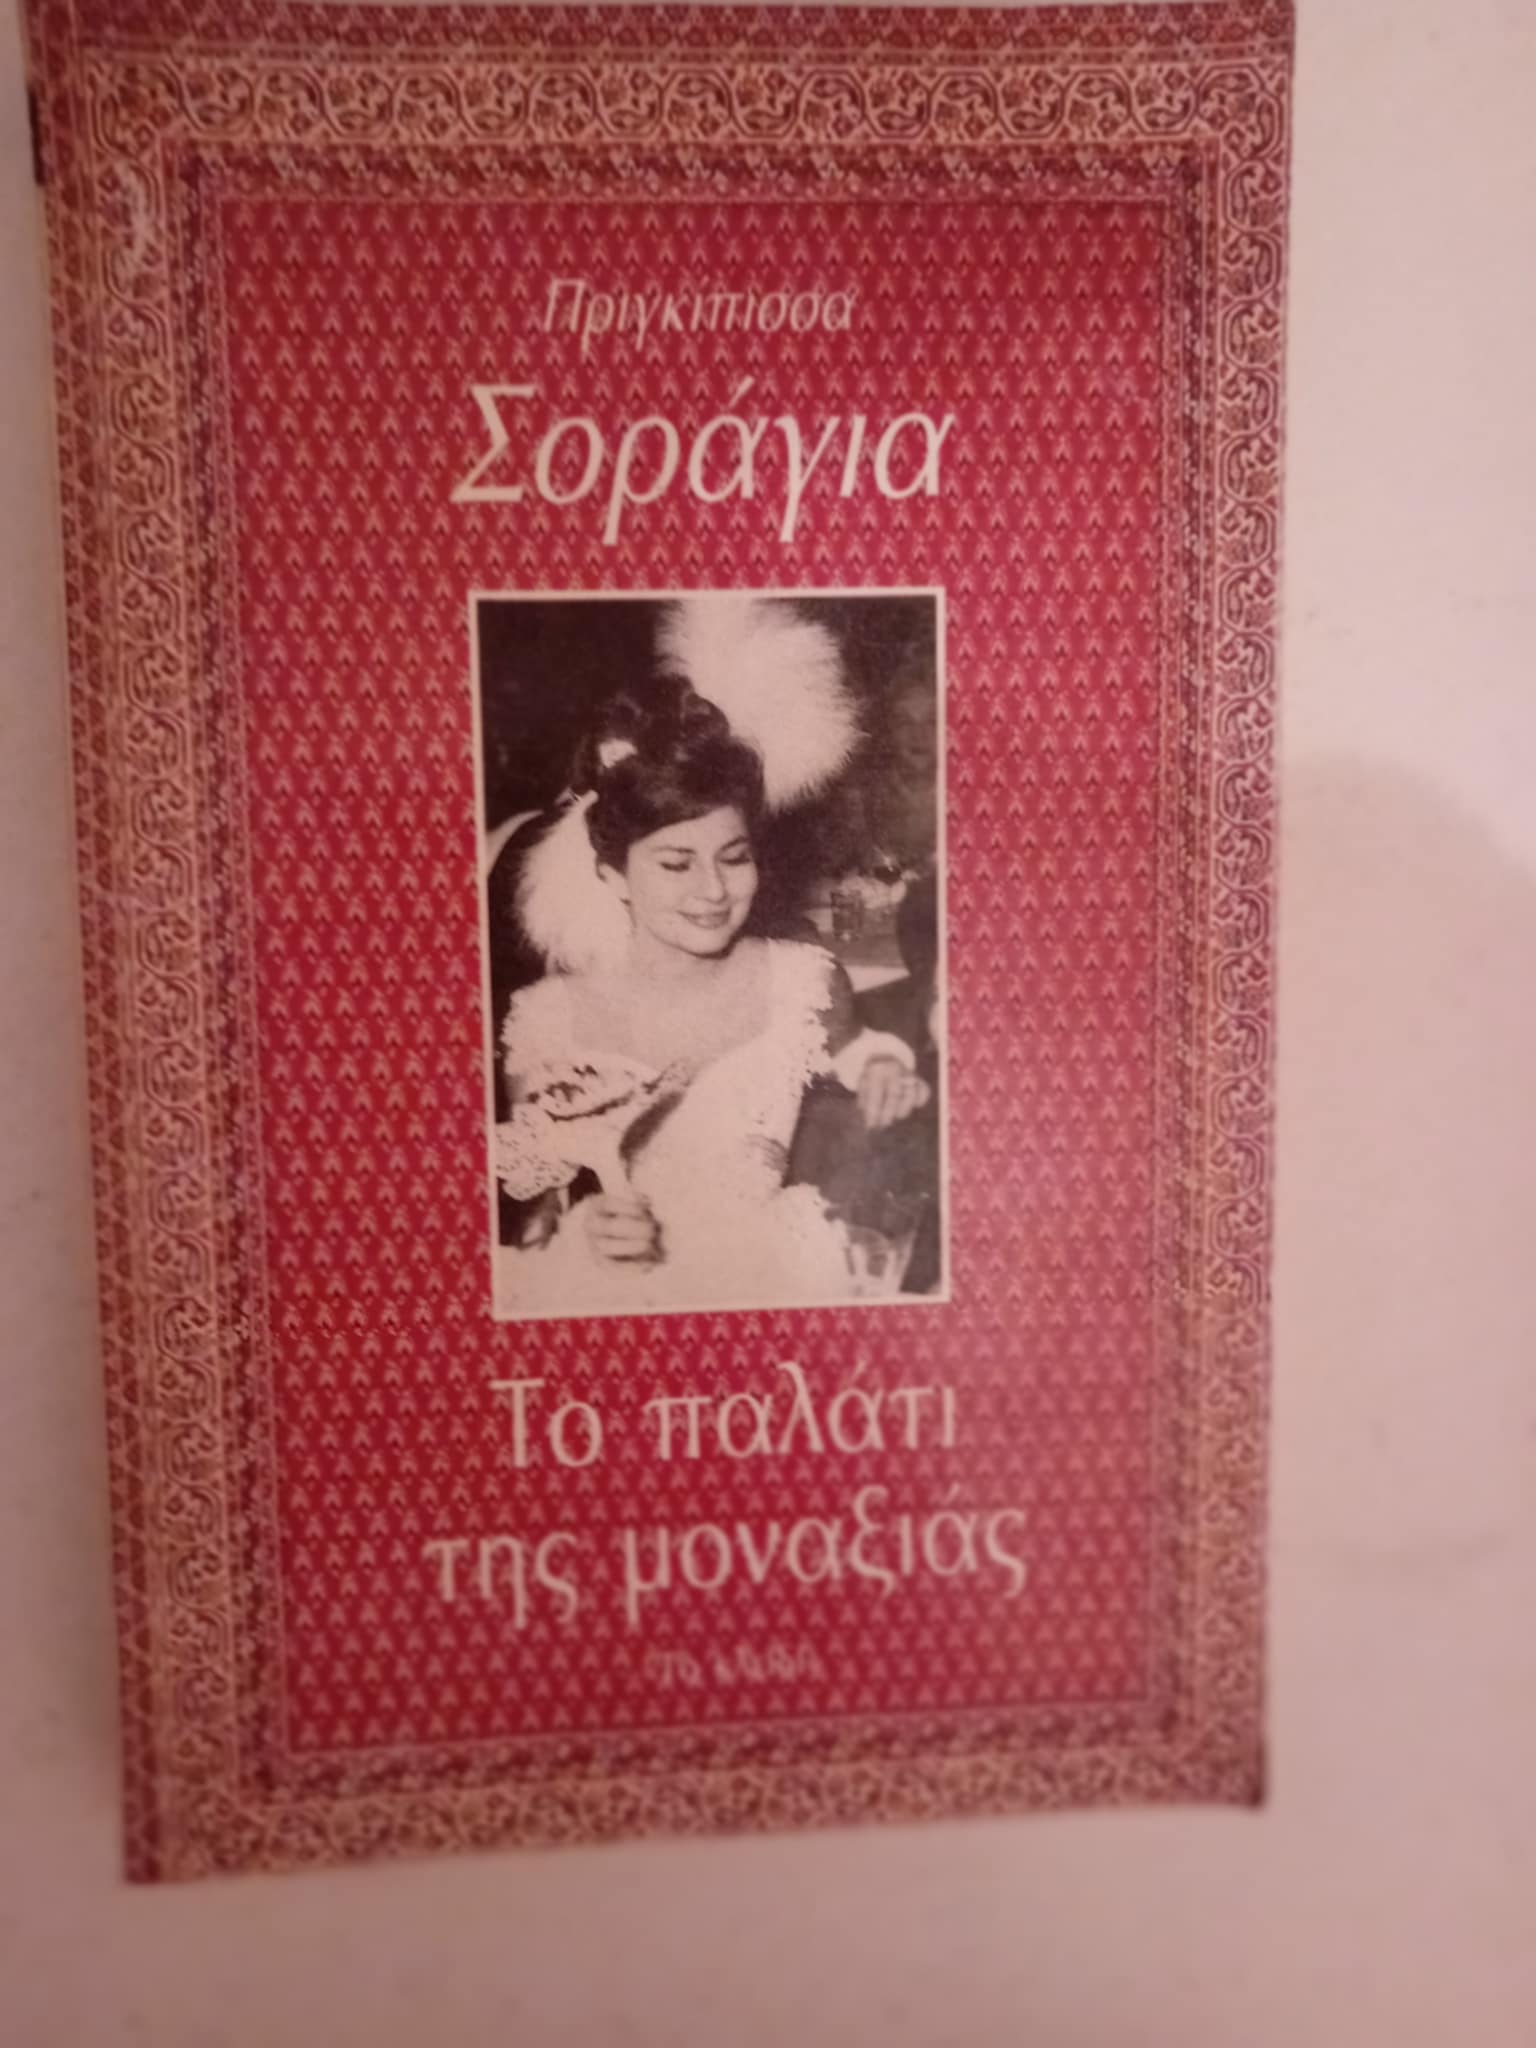 Πριγκίπισσα
Σοράγια
Το παλάτι
της μοναξιάς